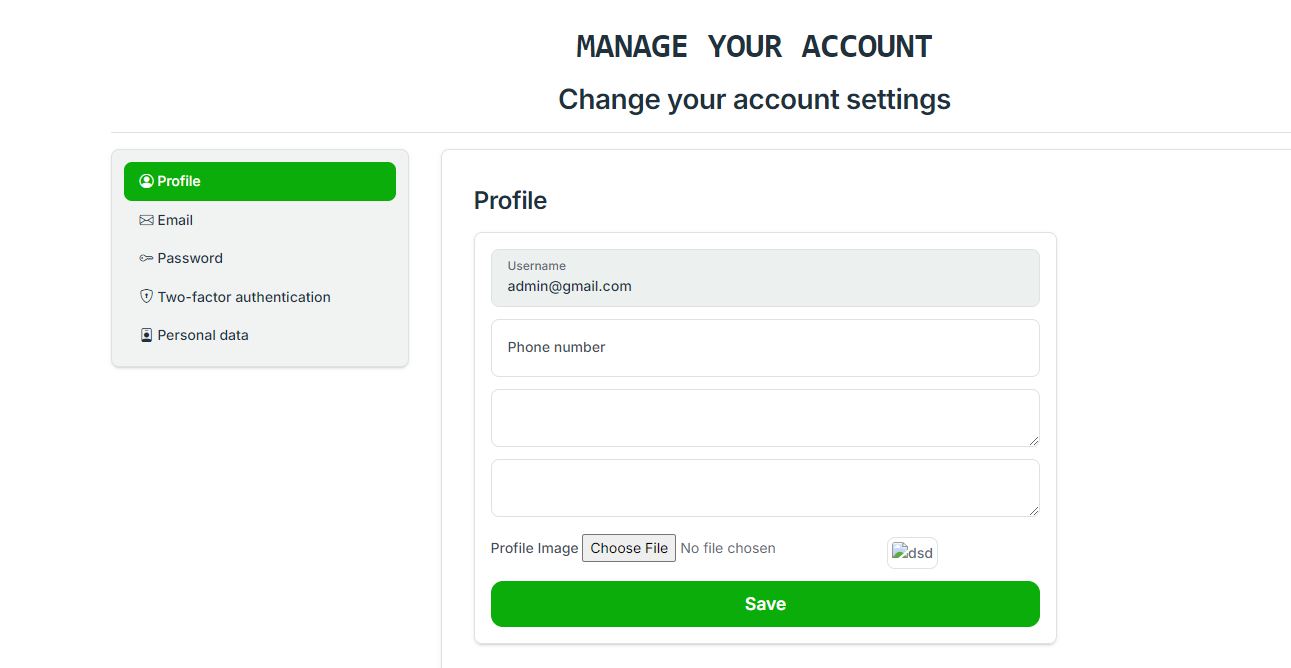 MANAGE YOUR ACCOUNT
Change your account settings
Profile
Email
Password
Two-factor authentication
Personal data
Profile
Username
admin@gmail.com
Phone number
Profile Image Choose File No file chosen dsd
Save